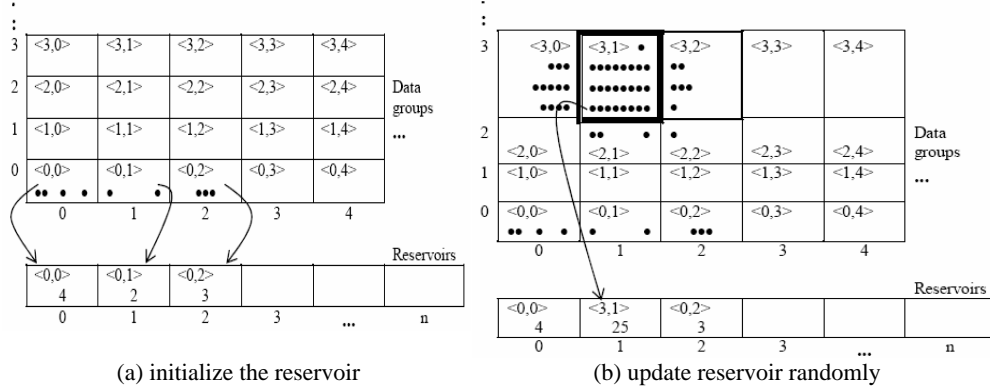 3 <3,0> <3,1> <3,2> <3,3> <3,4>
2 <2,0> <2,1> <2,2> <2,3> <2,4> Data
groups
1 <1,0> <1,1> <1,2> <1,3> <1,4> ...
0 <0,0> <0,1> <0,2> <0,3> <0,4>
0 1 2 3 4
Reservoirs
<0,0> <0,1> <0,2>
4 2 3
0 1 2 3 ... n
(a) initialize the reservoir
3 <3,0> <3,1> <3,2> <3,3> <3,4>
2 Data
<2,0> <2,1> <2,2> <2,3> <2,4> groups
1 <1,0> <1,1> <1,2> <1,3> <1,4> ...
0 <0,0> <0,1> <0,2> <0,3> <0,4>
0 1 2 3 4
Reservoirs
<0,0> <3,1> <0,2>
4 25 3
0 1 2 3 ... n
(b) update reservoir randomly